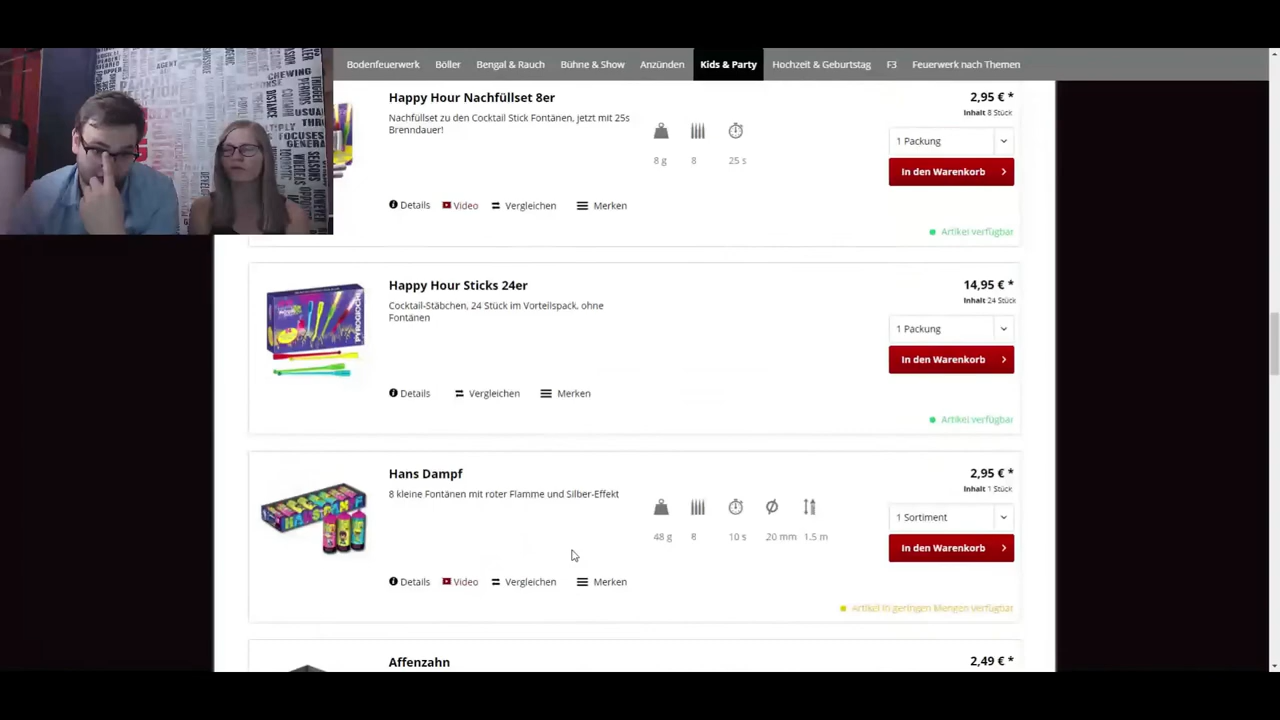 Bodenfeuerwerk Böller Bengal & Rauch Bühne & Show Anzünden Kids & Party Hochzeit & Geburtstag F3 Feuerwerk nach Themen
Happy Hour Nachfüllset 8er
2,95 € *
Nachfüllset zu den Cocktail Stick Fontänen, jetzt mit 25s
Brenndauer!
Inhalt 8 Stück
1 Packung
8 g 8 25 s
In den Warenkorb
Details Video Vergleichen Merken
Artikel verfügbar
Happy Hour Sticks 24er
14,95 € *
Cocktail-Stäbchen, 24 Stück im Vorteilspack, ohne
Fontänen
Inhalt 24 Stück
1 Packung
In den Warenkorb
Details Vergleichen Merken
Artikel verfügbar
Hans Dampf
2,95 € *
8 kleine Fontänen mit roter Flamme und Silber-Effekt
Inhalt 1 Stück
1 Sortiment
48 g 8 10 s 20 mm 1.5 m
In den Warenkorb
Details Video Vergleichen Merken
Artikel in geringen Mengen verfügbar
Affenzahn
2,49 € *
AGENT
CHEWING
DISTANCE
USUAL
FOCUSES
GENERAL